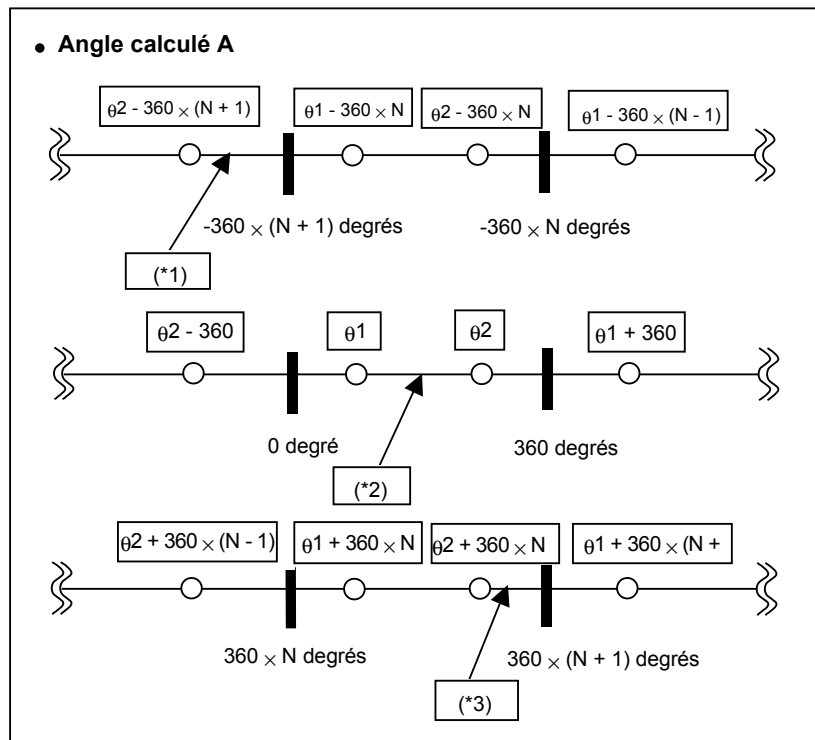 • Angle calculé A
θ2 - 360 × (N + 1)
θ1 - 360 × N
θ2 - 360 × N
θ1 - 360 × (N - 1)
-360 × (N + 1) degrés
-360 × N degrés
(*1)
θ2 - 360
θ1
θ2
θ1 + 360
0 degré
360 degrés
(*2)
θ2 + 360 × (N - 1)
θ1 + 360 × N
θ2 + 360 × N
θ1 + 360 × (N +
360 × N degrés
360 × (N + 1) degrés
(*3)